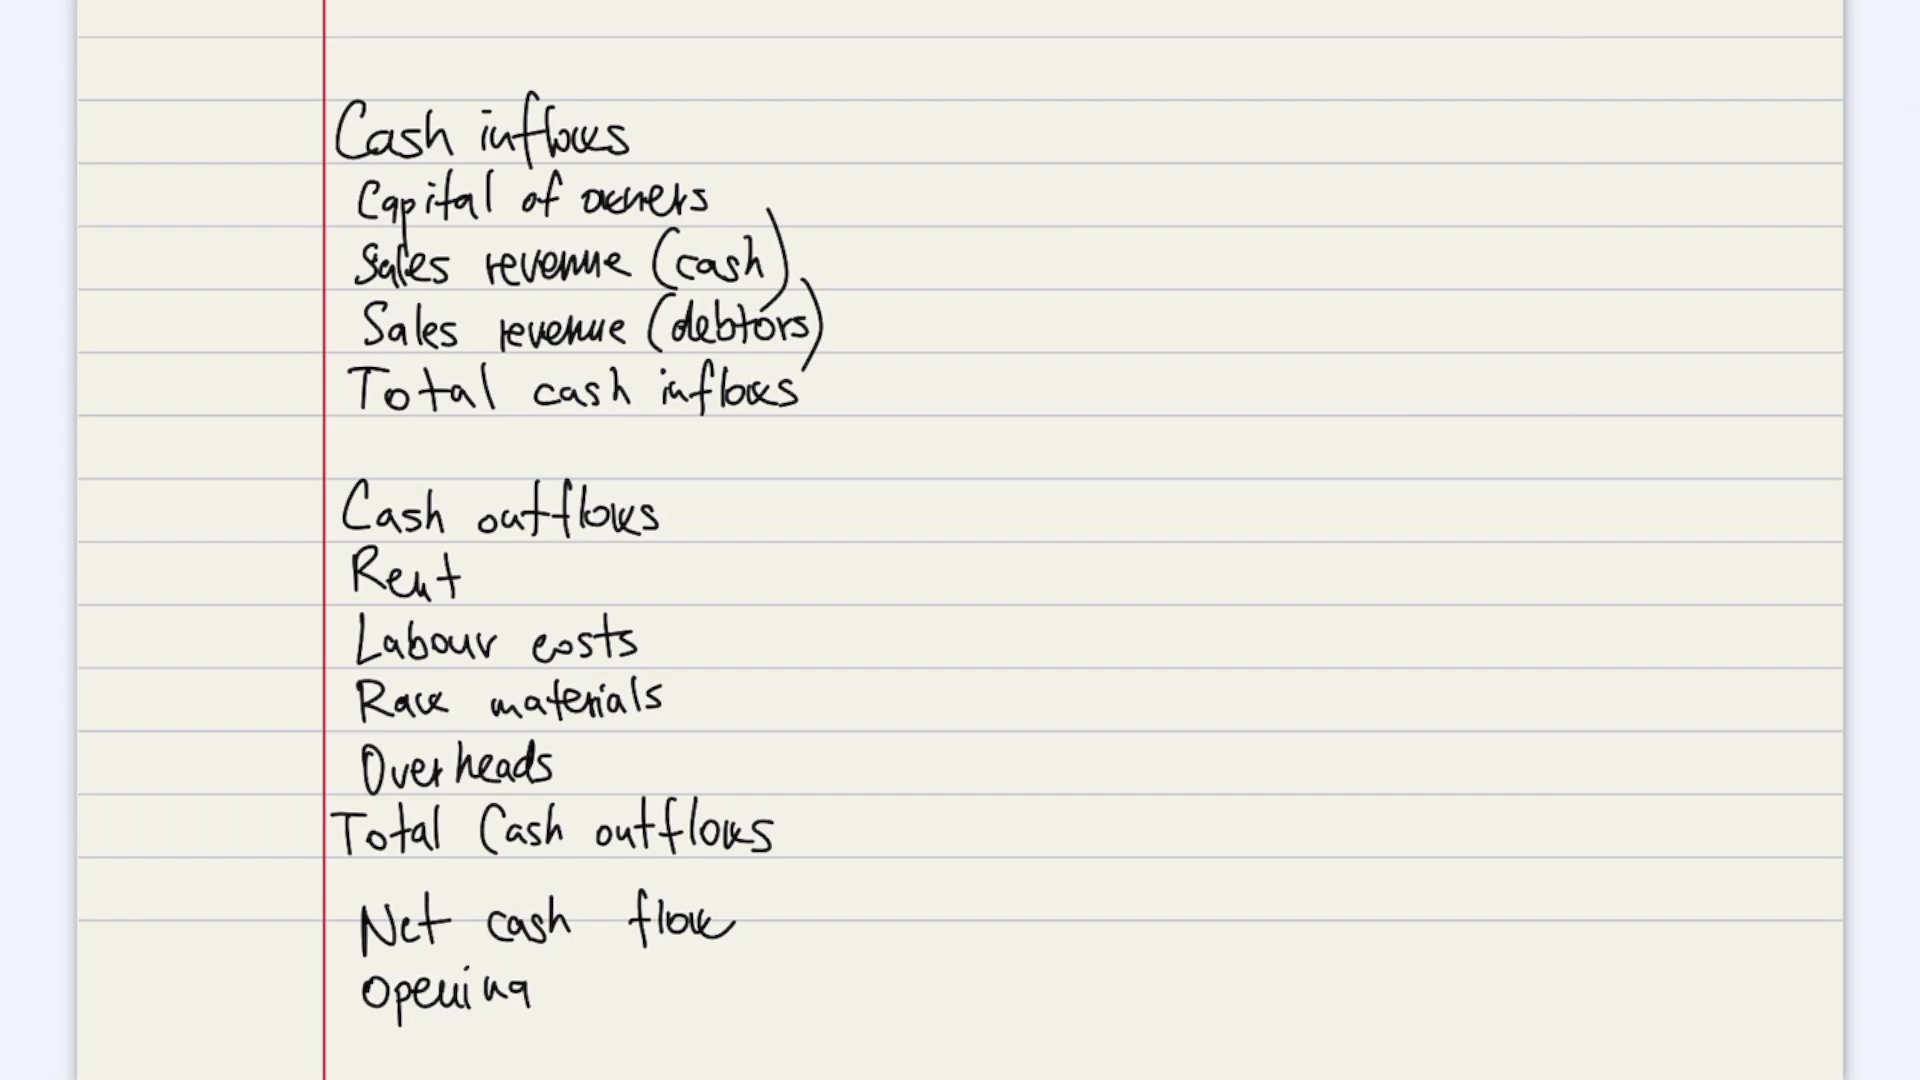 Cash inflows
Capital of owners
Sales revenue (cash)
Sales revenue (debtors)
Total cash inflows
Cash outflows
Rent
Labour costs
Raw materials
Overheads
Total Cash outflows
Net cash flow
Opening